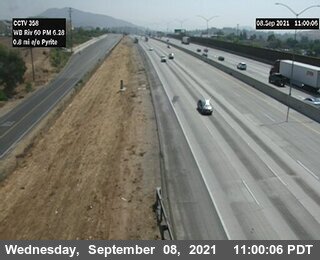 CCTV 358
WB Riv 60 PM 6.28
0.8 mi e/o Pyrite
08.Sep 2021
11:00:06
Wednesday, September 08, 2021 11:00:06 PDT